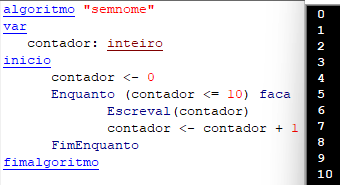 algoritmo "semnome"
var
contador: inteiro
inicio
contador <- 0
Enquanto (contador <= 10) faca
Escreval(contador)
contador <- contador + 1
FimEnquanto
fimalgoritmo
0
1
2
3
4
5
6
7
8
9
10